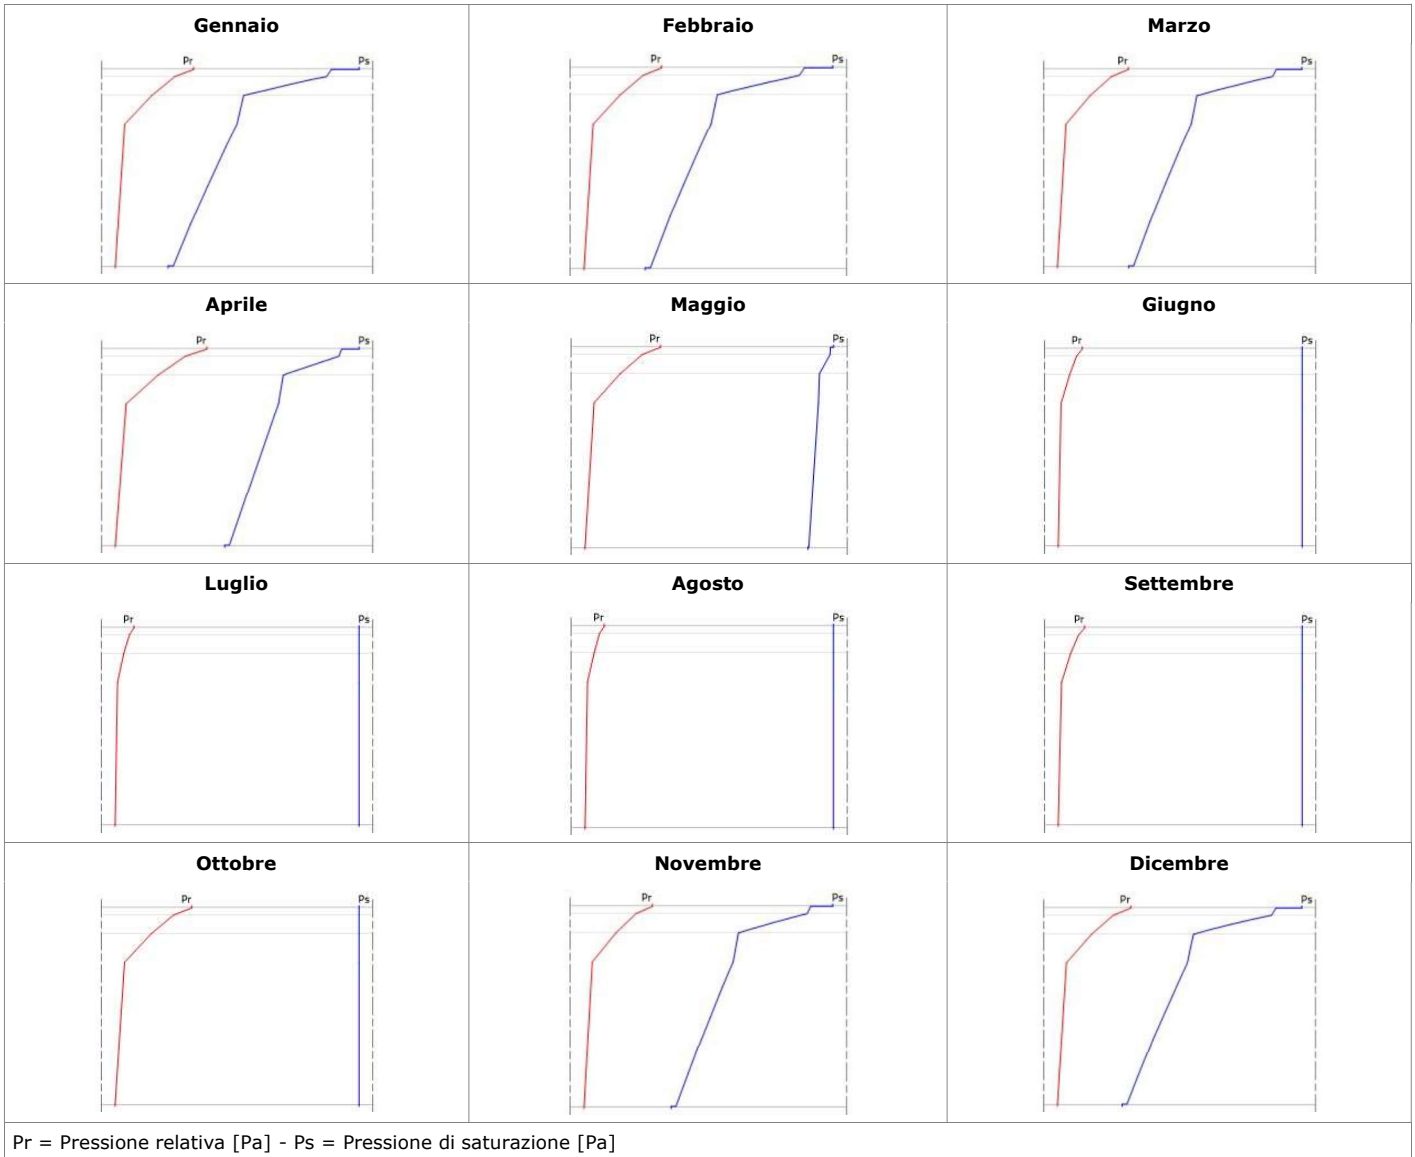 Gennaio Febbraio Marzo
Pr Ps Pr Ps Pr Ps
Aprile Maggio Giugno
Pr Ps Pr Ps Pr Ps
Luglio Agosto Settembre
Pr Ps Pr Ps Pr Ps
Ottobre Novembre Dicembre
Pr Ps Pr Ps Pr Ps
Pr = Pressione relativa [Pa] - Ps = Pressione di saturazione [Pa]